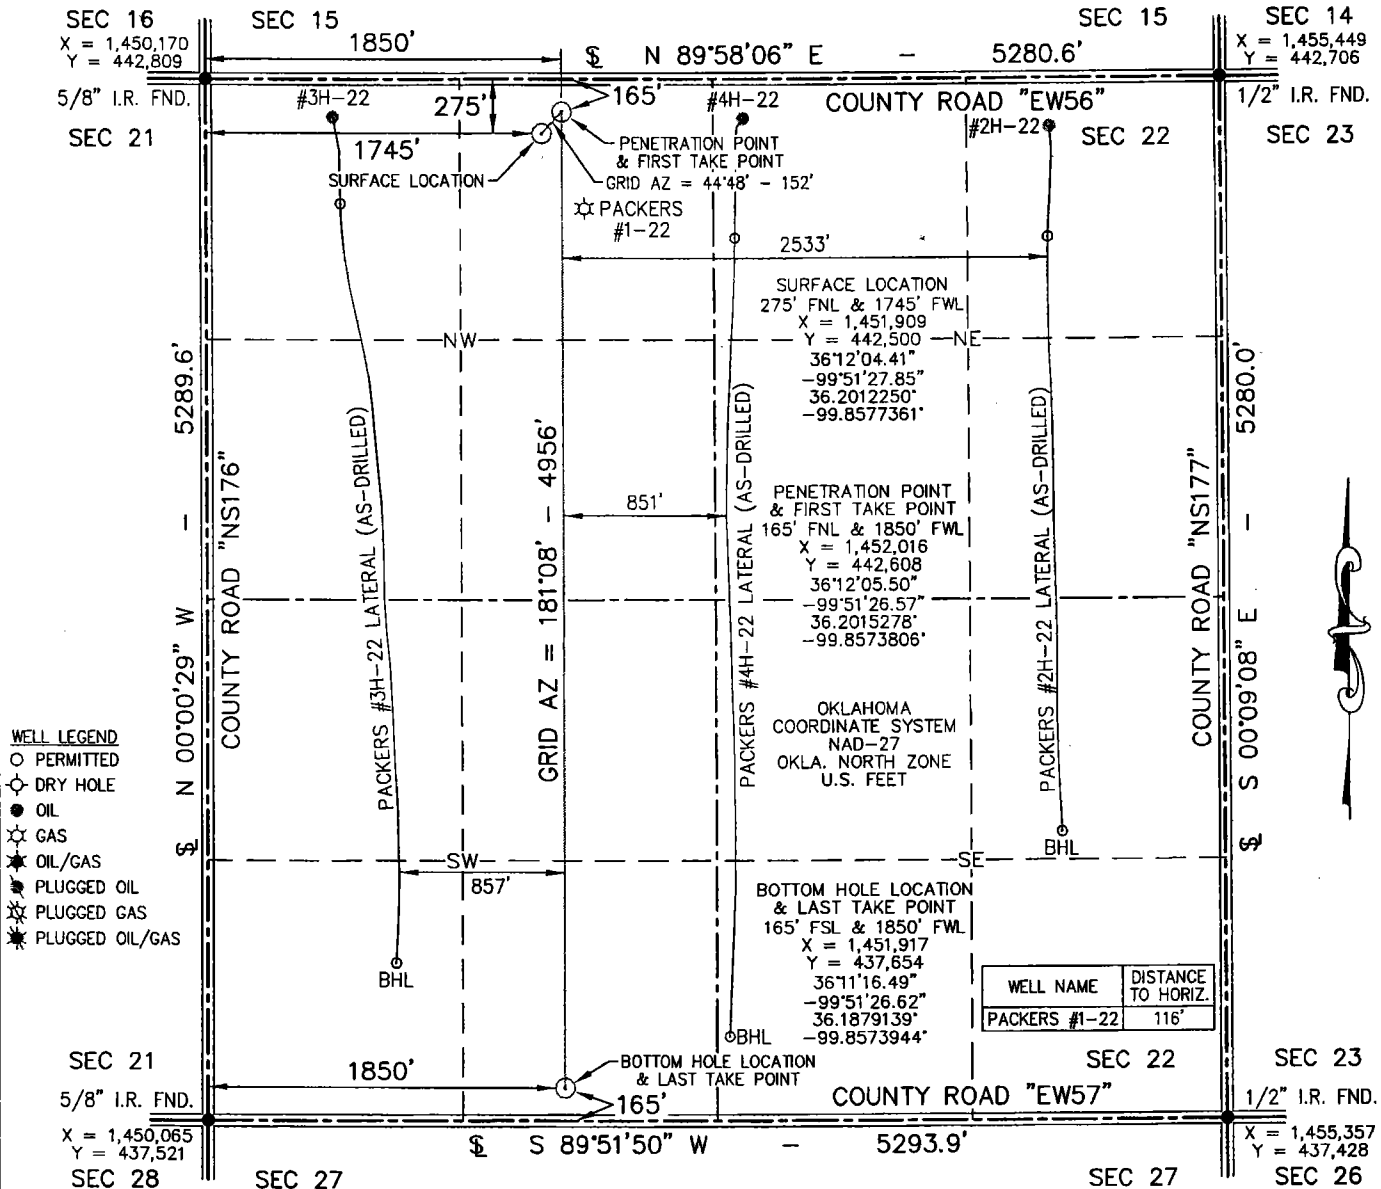 SEC 16
SEC 15
SEC 15
SEC 14
X = 1,450,170
Y = 442,809
1850'
℄ N 89°58'06" E - 5280.6'
X = 1,455,449
Y = 442,706
5/8" I.R. FND.
#3H-22
275'
165'
#4H-22
COUNTY ROAD "EW56"
1/2" I.R. FND.
SEC 21
1745'
#2H-22
SEC 22
SEC 23
PENETRATION POINT
& FIRST TAKE POINT
SURFACE LOCATION
GRID AZ = 44°48' - 152'
PACKERS
#1-22
2533'
SURFACE LOCATION
275' FNL & 1745' FWL
X = 1,451,909
Y = 442,500
36°12'04.41"
-99°51'27.85"
36.2012250°
-99.8577361°
NW
NE
℄ N 00°00'29" W - 5289.6'
COUNTY ROAD "NS176"
PACKERS #3H-22 LATERAL (AS-DRILLED)
GRID AZ = 181°08' - 4956'
851'
PACKERS #4H-22 LATERAL (AS-DRILLED)
PENETRATION POINT
& FIRST TAKE POINT
165' FNL & 1850' FWL
X = 1,452,016
Y = 442,608
36°12'05.50"
-99°51'26.57"
36.2015278°
-99.8573806°
PACKERS #2H-22 LATERAL (AS-DRILLED)
COUNTY ROAD "NS177"
℄ S 00°09'08" E - 5280.0'
OKLAHOMA
COORDINATE SYSTEM
NAD-27
OKLA. NORTH ZONE
U.S. FEET
WELL LEGEND
PERMITTED
DRY HOLE
OIL
GAS
OIL/GAS
PLUGGED OIL
PLUGGED GAS
PLUGGED OIL/GAS
BHL
SW
SE
857'
BOTTOM HOLE LOCATION
& LAST TAKE POINT
165' FSL & 1850' FWL
X = 1,451,917
Y = 437,654
36°11'16.49"
-99°51'26.62"
36.1879139°
-99.8573944°
BHL
WELL NAME DISTANCE TO HORIZ.
PACKERS #1-22 116'
BHL
SEC 21
1850'
BOTTOM HOLE LOCATION
& LAST TAKE POINT
SEC 22
SEC 23
5/8" I.R. FND.
165'
COUNTY ROAD "EW57"
1/2" I.R. FND.
X = 1,450,065
Y = 437,521
℄ S 89°51'50" W - 5293.9'
X = 1,455,357
Y = 437,428
SEC 28
SEC 27
SEC 27
SEC 26